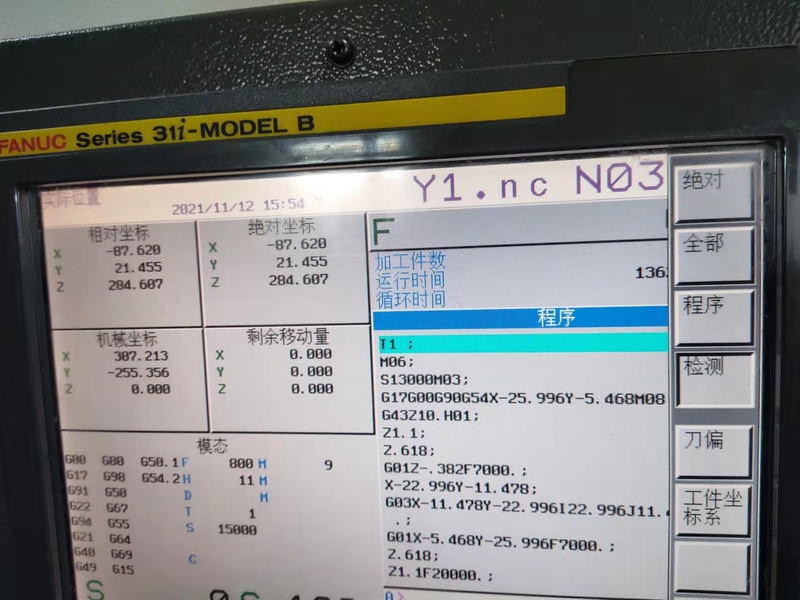 FANUC Series 31i-MODEL B
实际位置
2021/11/12 15:54
Y1.nc N03
相对坐标
X -87.620
Y 21.455
Z 284.607
绝对坐标
X -87.620
Y 21.455
Z 284.607
机械坐标
X 307.213
Y -255.356
Z 0.000
剩余移动量
X 0.000
Y 0.000
Z 0.000
模态
G00 G80 G50.1 F 800 M 9
G17 G98 G54.2 H 11 M
G91 G50 D M
G22 G67 T 1
G94 G55 S 15000
G21 G64
G40 G69 C
G49 G15
S
F
加工件数
运行时间 136
循环时间
程序
T1 ;
M06;
S13000M03;
G17G00G90G54X-25.996Y-5.468M08
G43Z10.H01;
Z1.1;
Z.618;
G01Z-.382F7000.;
X-22.996Y-11.478;
G03X-11.478Y-22.996I22.996J11.4
.;
G01X-5.468Y-25.996F7000.;
Z.618;
Z1.1F20000.;
0>
绝对
全部
程序
检测
刀偏
工件坐
标系